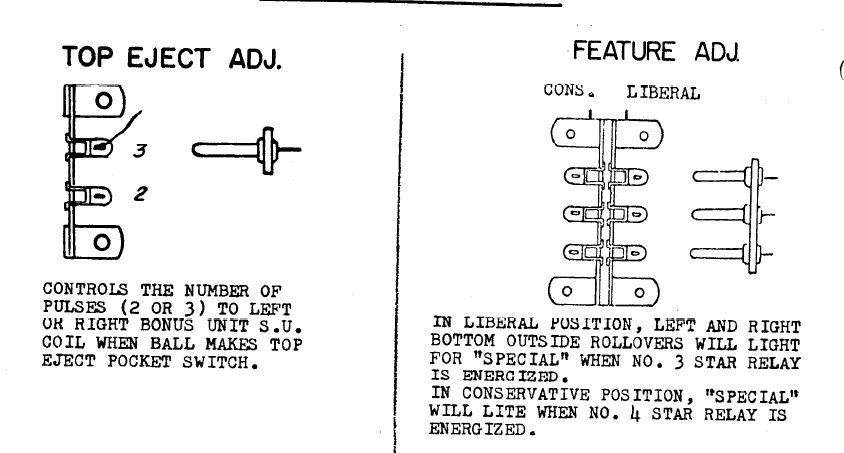 TOP EJECT ADJ.
3
2
CONTROLS THE NUMBER OF
PULSES (2 OR 3) TO LEFT
OR RIGHT BONUS UNIT S.U.
COIL WHEN BALL MAKES TOP
EJECT POCKET SWITCH.
FEATURE ADJ.
CONS. LIBERAL
IN LIBERAL POSITION, LEFT AND RIGHT
BOTTOM OUTSIDE ROLLOVERS WILL LIGHT
FOR "SPECIAL" WHEN NO. 3 STAR RELAY
IS ENERGIZED.
IN CONSERVATIVE POSITION, "SPECIAL"
WILL LITE WHEN NO. 4 STAR RELAY IS
ENERGIZED.